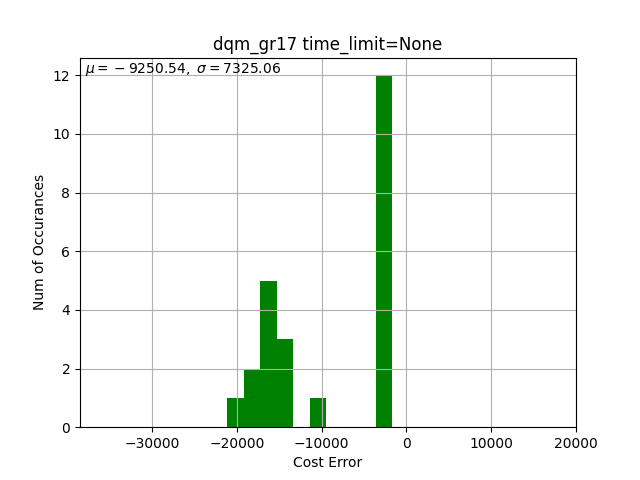 dqm_gr17 time_limit=None
μ = − 9250.54, σ = 7325.06
12
10
8
6
4
2
0
Num of Occurances
−30000 −20000 −10000 0 10000 20000
Cost Error